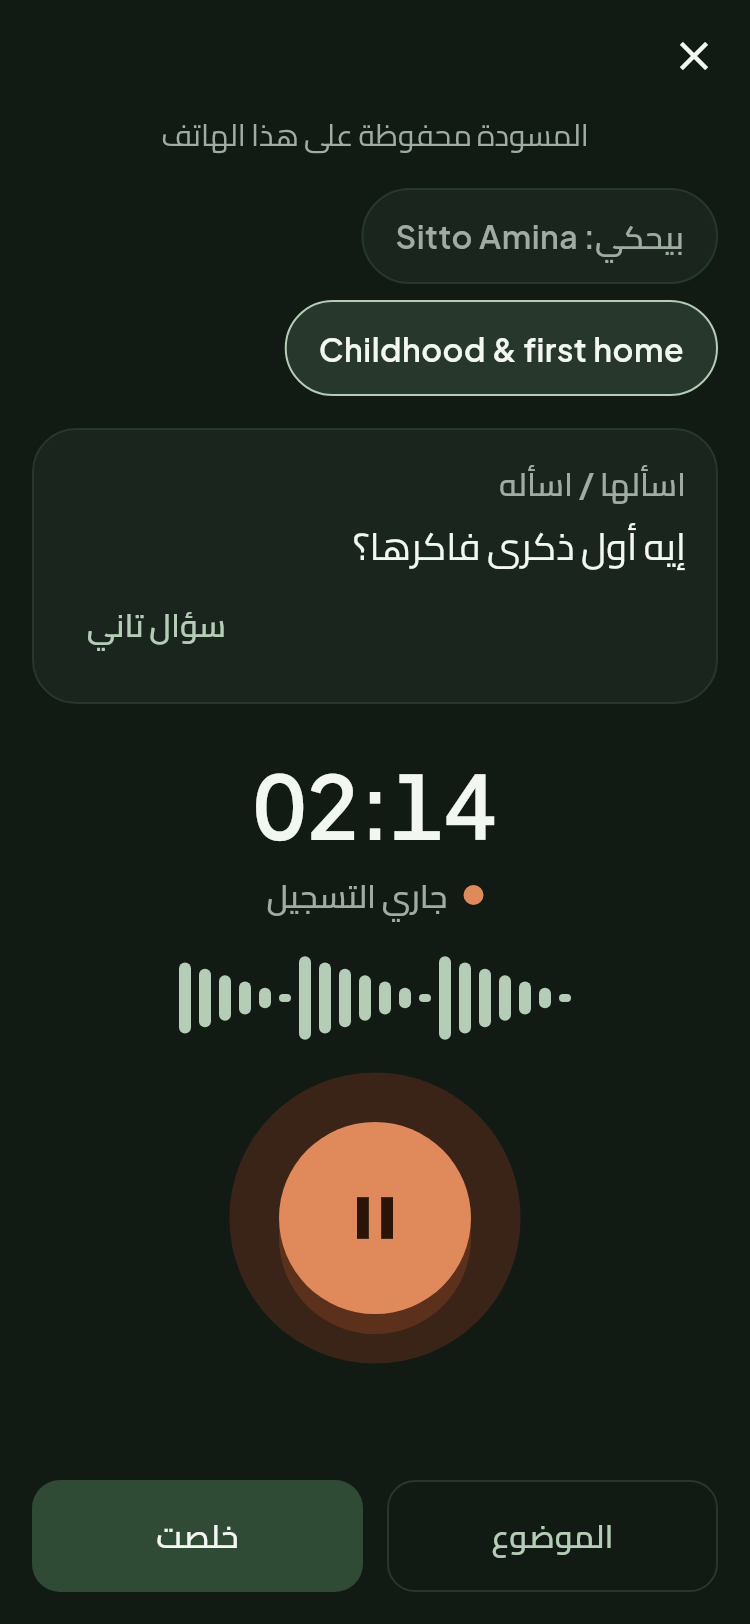 المسودة محفوظة على هذا الهاتف
بيحكي: Sitto Amina
Childhood & first home
اسألها / اسأله
إيه أول ذكرى فاكرها؟
سؤال تاني
02:14
جاري التسجيل
الموضوع
خلصت